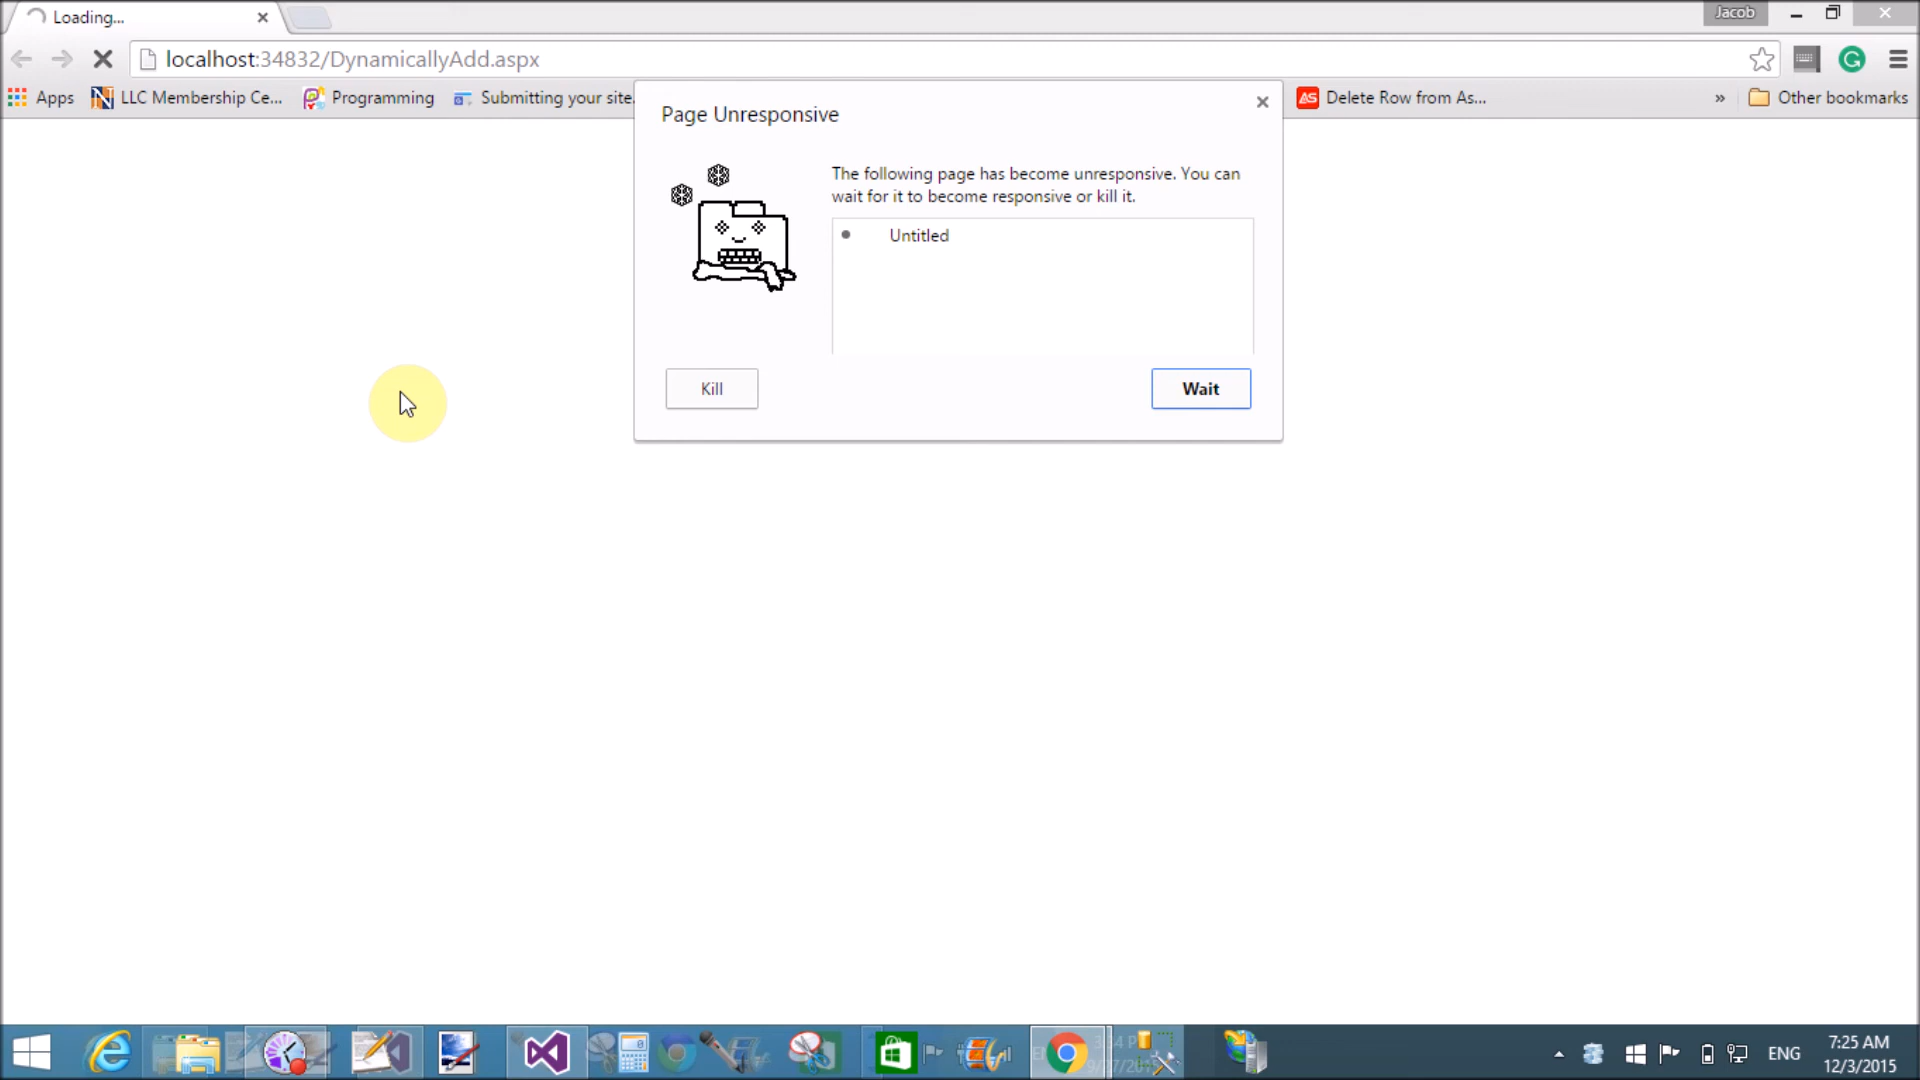 Loading...
Jacob
localhost:34832/DynamicallyAdd.aspx
Apps
LLC Membership Ce...
Programming
Submitting your site.
AS
Delete Row from As...
»
Other bookmarks
Page Unresponsive
The following page has become unresponsive. You can
wait for it to become responsive or kill it.
Untitled
Kill
Wait
ENG
7:25 AM
12/3/2015